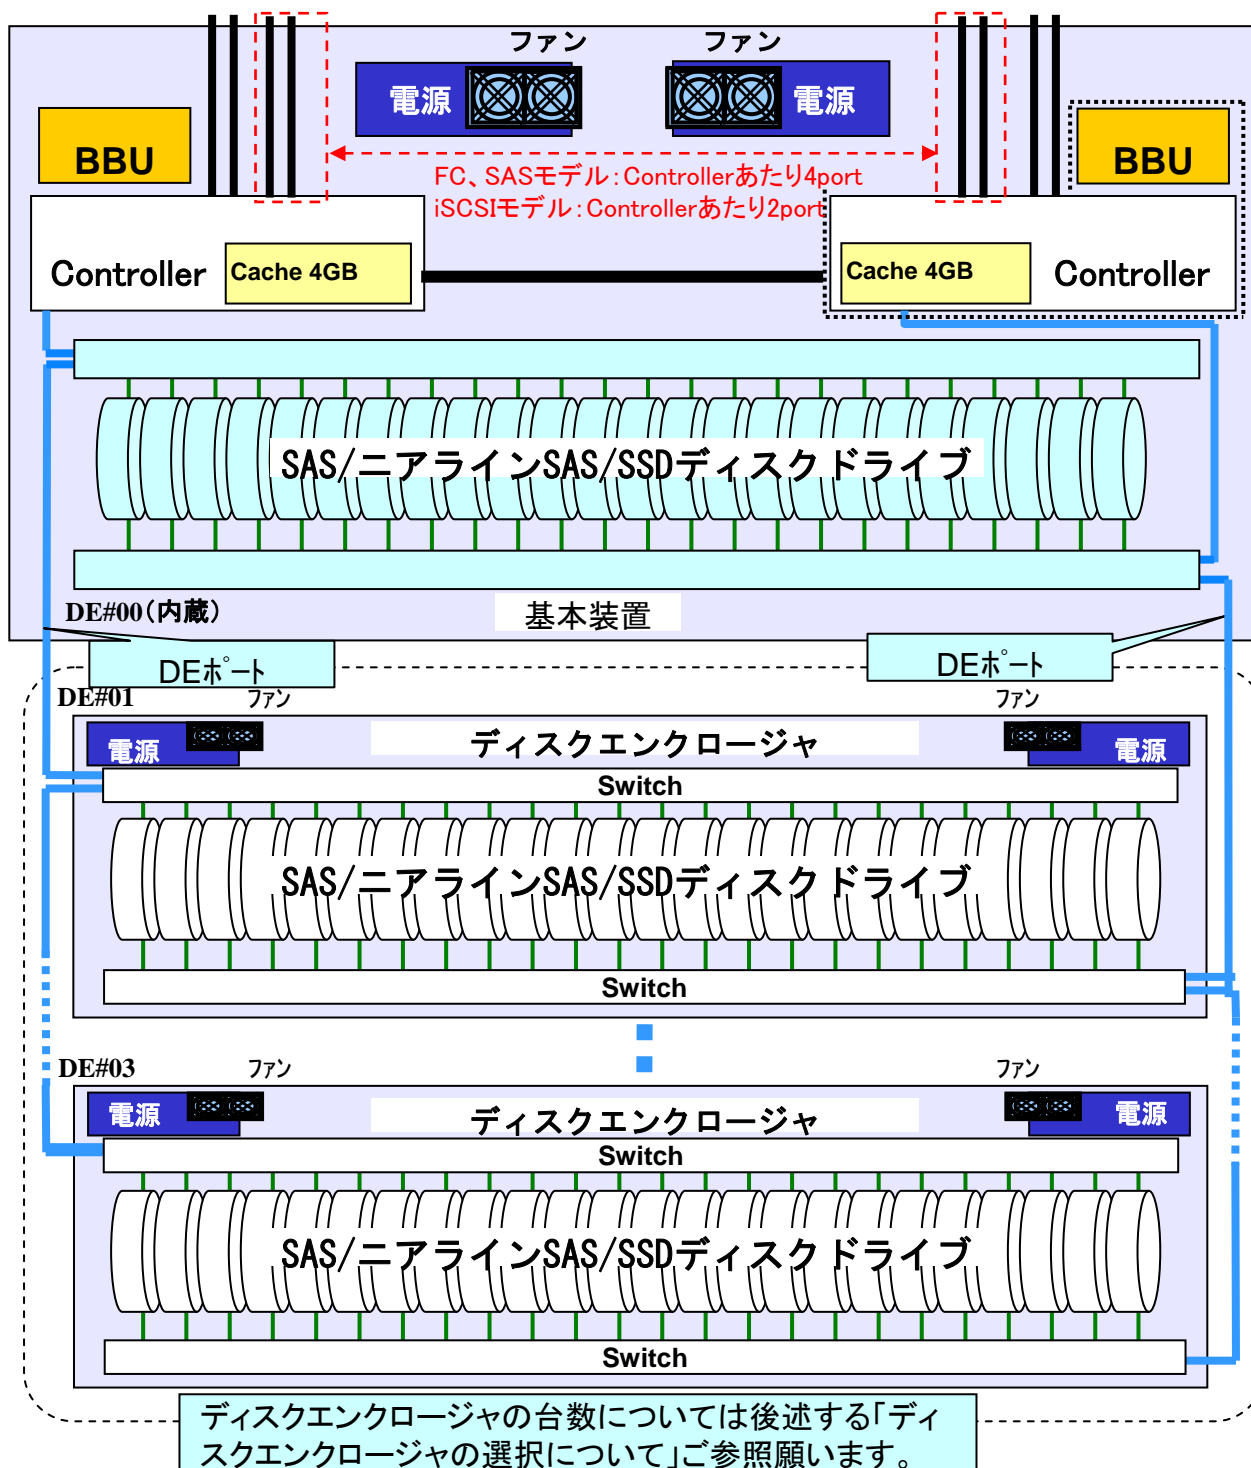 ファン
ファン
電源
電源
BBU
BBU
FC、SASモデル：Controllerあたり4port
iSCSIモデル：Controllerあたり2port
Controller
Cache 4GB
Cache 4GB
Controller
SAS/ニアラインSAS/SSDディスクドライブ
DE#00（内蔵）
基本装置
DEﾎﾟｰﾄ
DEﾎﾟｰﾄ
DE#01
ファン
ファン
電源
ディスクエンクロージャ
電源
Switch
SAS/ニアラインSAS/SSDディスクドライブ
Switch
DE#03
ファン
ファン
電源
ディスクエンクロージャ
電源
Switch
SAS/ニアラインSAS/SSDディスクドライブ
Switch
ディスクエンクロージャの台数については後述する「ディ
スクエンクロージャの選択について」ご参照願います。